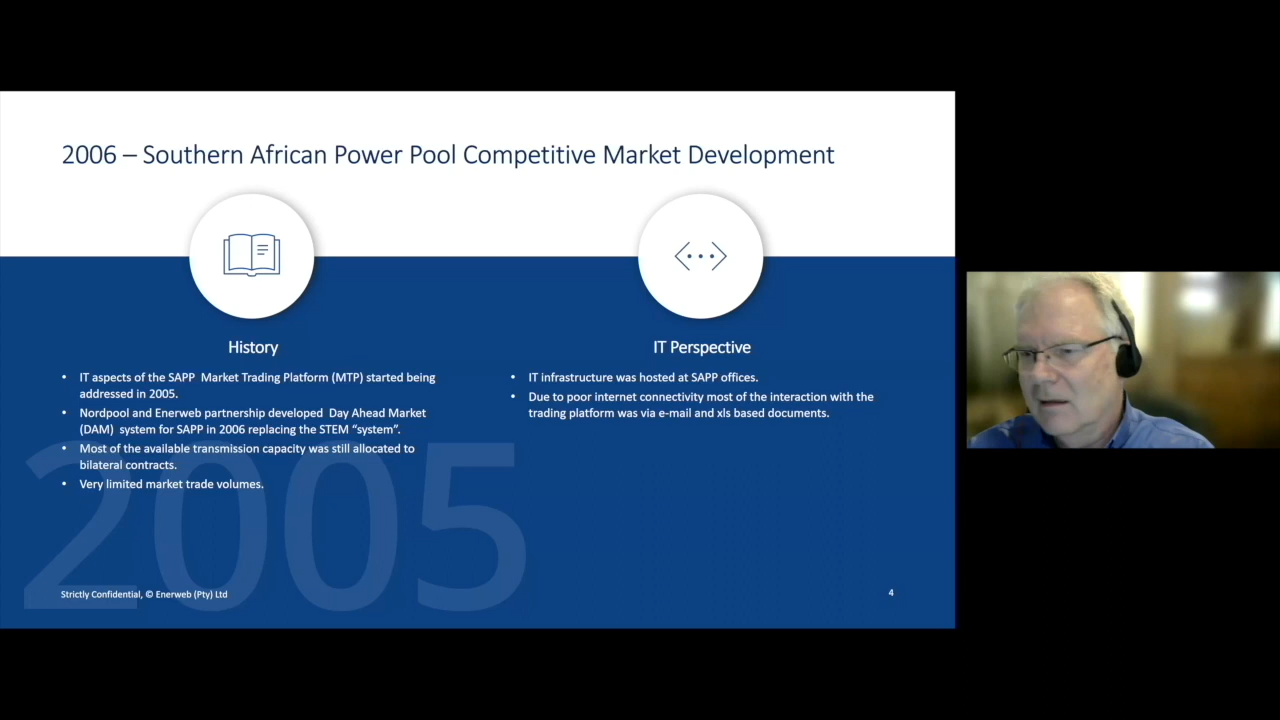 2006 – Southern African Power Pool Competitive Market Development
History
• IT aspects of the SAPP Market Trading Platform (MTP) started being
addressed in 2005.
• Nordpool and Enerweb partnership developed Day Ahead Market
(DAM) system for SAPP in 2006 replacing the STEM “system”.
• Most of the available transmission capacity was still allocated to
bilateral contracts.
• Very limited market trade volumes.
IT Perspective
• IT infrastructure was hosted at SAPP offices.
• Due to poor internet connectivity most of the interaction with the
trading platform was via e-mail and xls based documents.
2005
Strictly Confidential, © Enerweb (Pty) Ltd
4